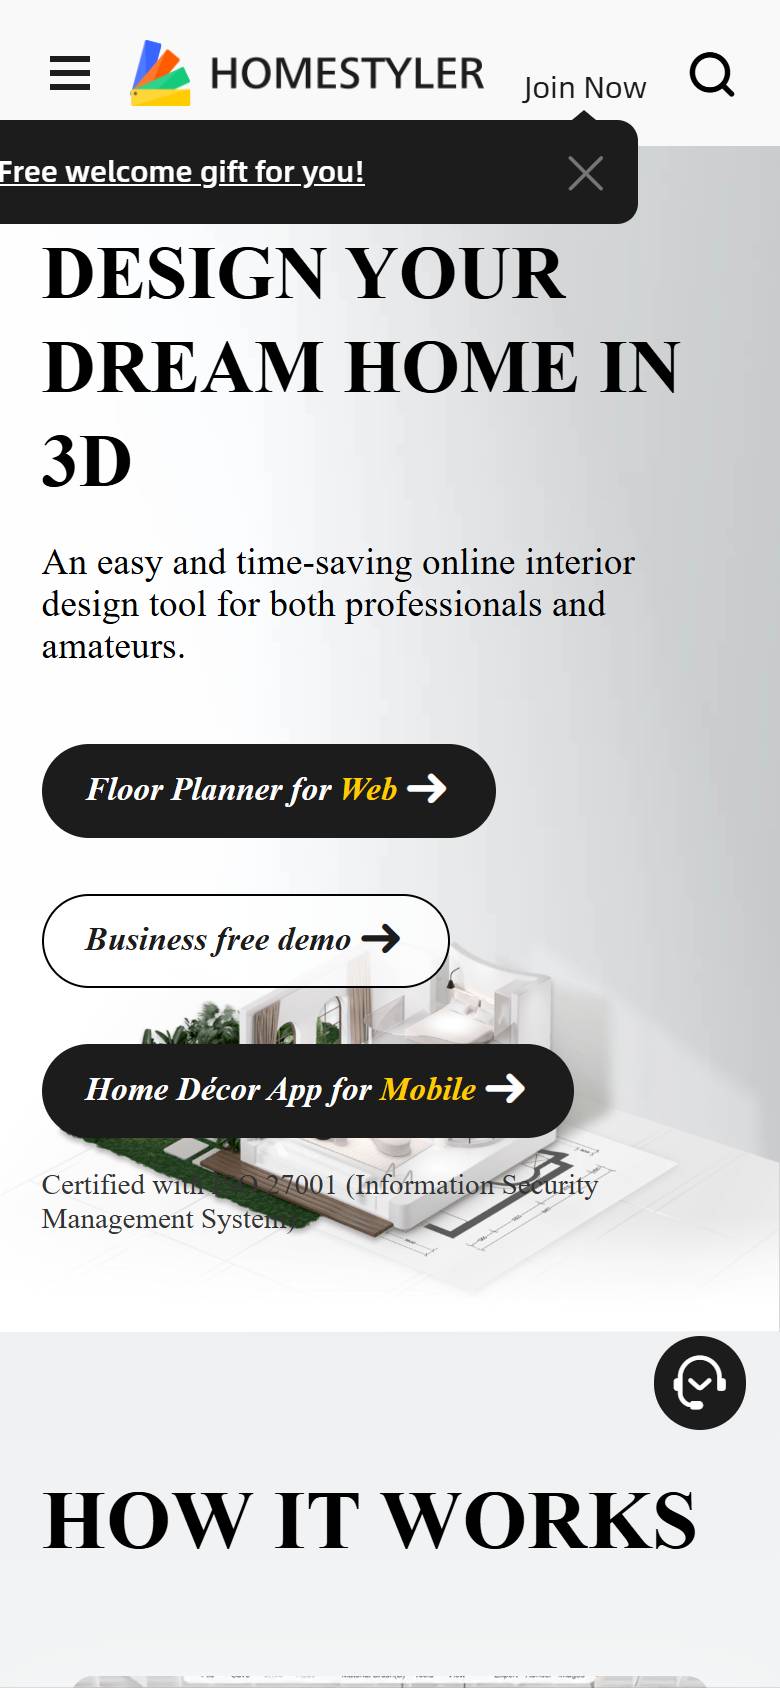 HOMESTYLER
Join Now
Free welcome gift for you!
DESIGN YOUR
DREAM HOME IN
3D
An easy and time-saving online interior
design tool for both professionals and
amateurs.
Floor Planner for Web
Business free demo
Home Décor App for Mobile
Certified with ISO 27001 (Information Security
Management System)
HOW IT WORKS